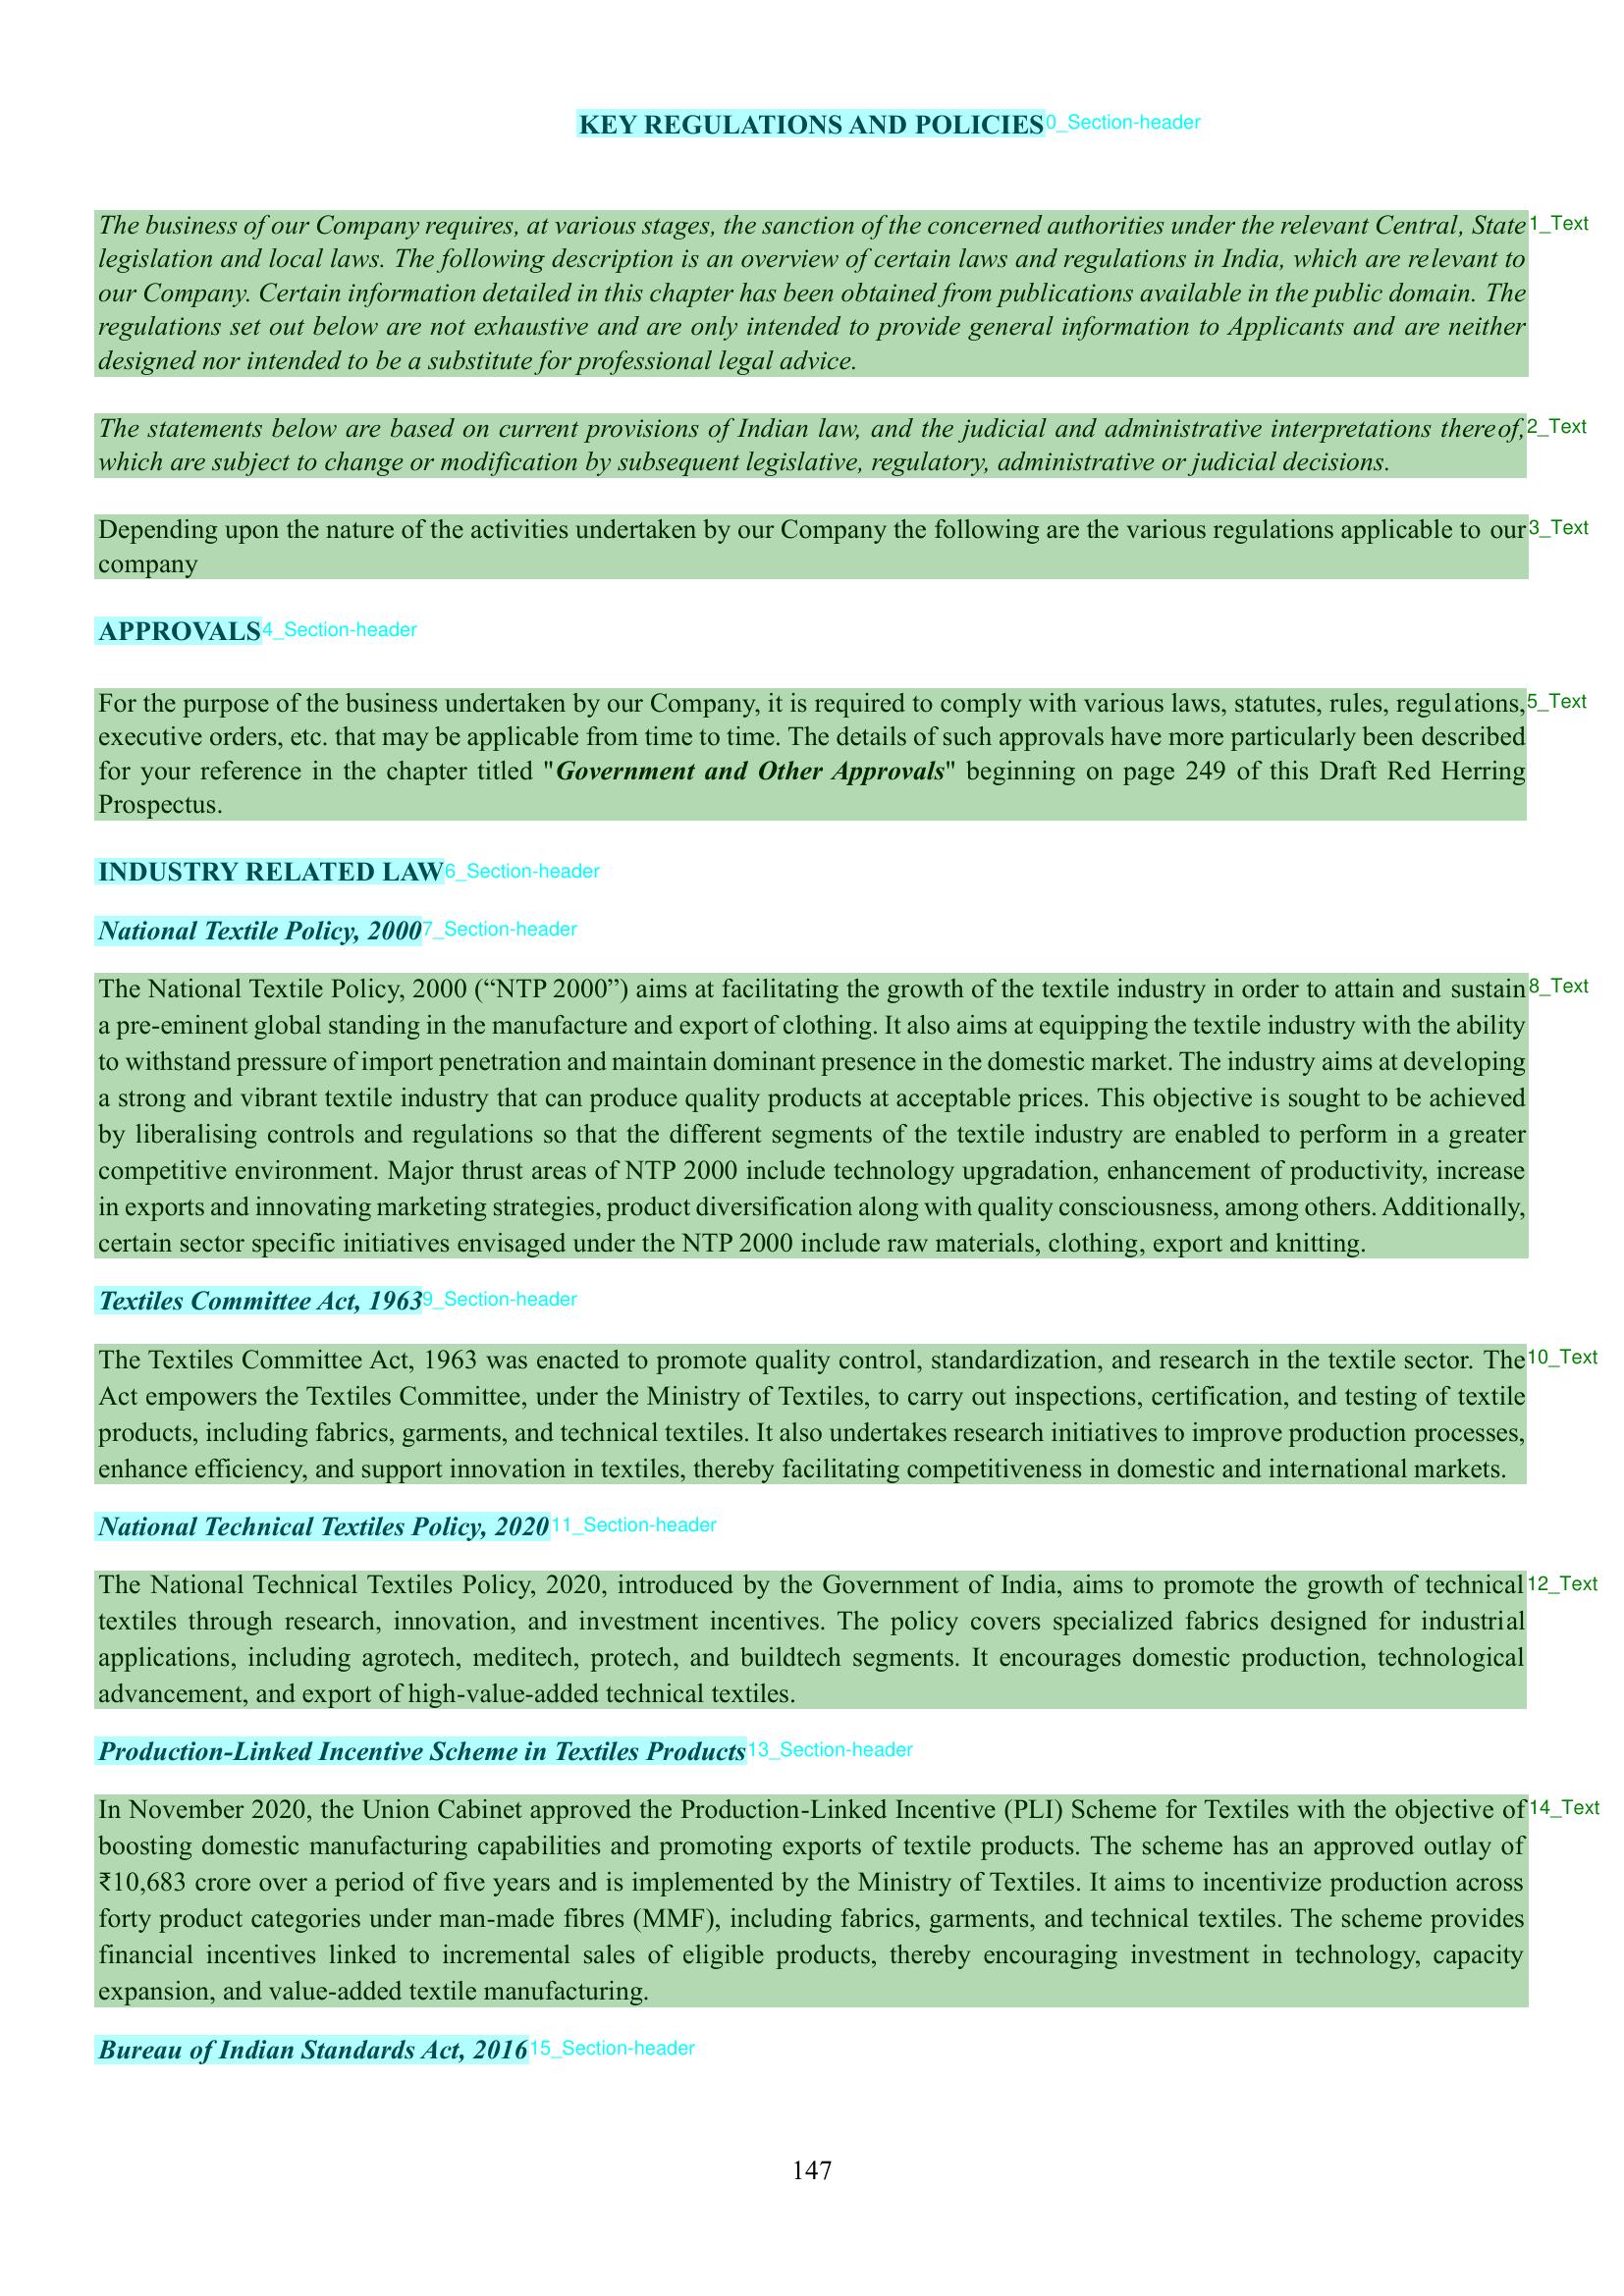 KEY REGULATIONS AND POLICIES 0_Section-header
The business of our Company requires, at various stages, the sanction of the concerned authorities under the relevant Central, State 1_Text
legislation and local laws. The following description is an overview of certain laws and regulations in India, which are relevant to
our Company. Certain information detailed in this chapter has been obtained from publications available in the public domain. The
regulations set out below are not exhaustive and are only intended to provide general information to Applicants and are neither
designed nor intended to be a substitute for professional legal advice.
The statements below are based on current provisions of Indian law, and the judicial and administrative interpretations thereof, 2_Text
which are subject to change or modification by subsequent legislative, regulatory, administrative or judicial decisions.
Depending upon the nature of the activities undertaken by our Company the following are the various regulations applicable to our 3_Text
company
APPROVALS 4_Section-header
For the purpose of the business undertaken by our Company, it is required to comply with various laws, statutes, rules, regulations, 5_Text
executive orders, etc. that may be applicable from time to time. The details of such approvals have more particularly been described
for your reference in the chapter titled "Government and Other Approvals" beginning on page 249 of this Draft Red Herring
Prospectus.
INDUSTRY RELATED LAW 6_Section-header
National Textile Policy, 2000 7_Section-header
The National Textile Policy, 2000 (“NTP 2000”) aims at facilitating the growth of the textile industry in order to attain and sustain 8_Text
a pre-eminent global standing in the manufacture and export of clothing. It also aims at equipping the textile industry with the ability
to withstand pressure of import penetration and maintain dominant presence in the domestic market. The industry aims at developing
a strong and vibrant textile industry that can produce quality products at acceptable prices. This objective is sought to be achieved
by liberalising controls and regulations so that the different segments of the textile industry are enabled to perform in a greater
competitive environment. Major thrust areas of NTP 2000 include technology upgradation, enhancement of productivity, increase
in exports and innovating marketing strategies, product diversification along with quality consciousness, among others. Additionally,
certain sector specific initiatives envisaged under the NTP 2000 include raw materials, clothing, export and knitting.
Textiles Committee Act, 1963 9_Section-header
The Textiles Committee Act, 1963 was enacted to promote quality control, standardization, and research in the textile sector. The 10_Text
Act empowers the Textiles Committee, under the Ministry of Textiles, to carry out inspections, certification, and testing of textile
products, including fabrics, garments, and technical textiles. It also undertakes research initiatives to improve production processes,
enhance efficiency, and support innovation in textiles, thereby facilitating competitiveness in domestic and international markets.
National Technical Textiles Policy, 2020 11_Section-header
The National Technical Textiles Policy, 2020, introduced by the Government of India, aims to promote the growth of technical 12_Text
textiles through research, innovation, and investment incentives. The policy covers specialized fabrics designed for industrial
applications, including agrotech, meditech, protech, and buildtech segments. It encourages domestic production, technological
advancement, and export of high-value-added technical textiles.
Production-Linked Incentive Scheme in Textiles Products 13_Section-header
In November 2020, the Union Cabinet approved the Production-Linked Incentive (PLI) Scheme for Textiles with the objective of 14_Text
boosting domestic manufacturing capabilities and promoting exports of textile products. The scheme has an approved outlay of
₹10,683 crore over a period of five years and is implemented by the Ministry of Textiles. It aims to incentivize production across
forty product categories under man-made fibres (MMF), including fabrics, garments, and technical textiles. The scheme provides
financial incentives linked to incremental sales of eligible products, thereby encouraging investment in technology, capacity
expansion, and value-added textile manufacturing.
Bureau of Indian Standards Act, 2016 15_Section-header
147